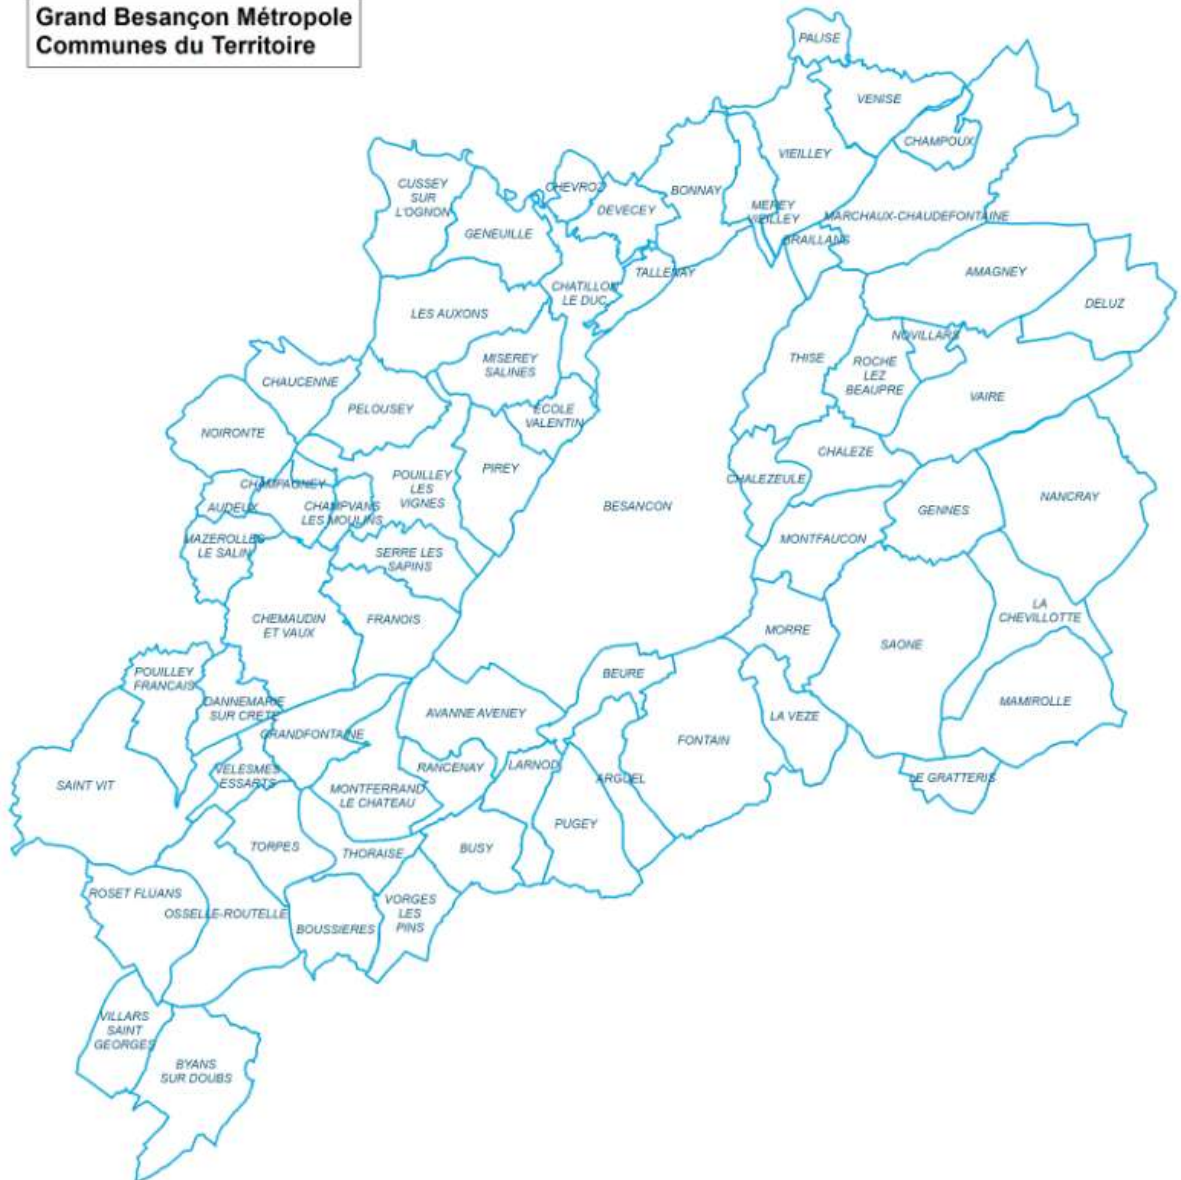 Grand Besançon Métropole
Communes du Territoire
PALISE
VENISE
CHAMPOUX
VIEILLEY
CUSSEY
SUR
L'OGNON
CHEVROZ
BONNAY
DEVECEY
MEREY
VIEILLEY
MARCHAUX-CHAUDEFONTAINE
GENEUILLE
BRAILLANS
TALLENAY
AMAGNEY
CHATILLON
LE DUC
DELUZ
LES AUXONS
NOVILLARS
MISEREY
SALINES
THISE
ROCHE
LEZ
BEAUPRE
CHAUCENNE
VAIRE
PELOUSEY
ECOLE
VALENTIN
NOIRONTE
CHALEZE
PIREY
POUILLEY
LES
VIGNES
CHALEZEULE
CHAMPAGNEY
NANCRAY
AUDEUX
CHAMPVANS
LES MOULINS
BESANCON
GENNES
MAZEROLLES
LE SALIN
MONTFAUCON
SERRE LES
SAPINS
LA
CHEVILLOTTE
CHEMAUDIN
ET VAUX
FRANOIS
MORRE
SAONE
POUILLEY
FRANCAIS
BEURE
DANNEMARIE
SUR CRETE
MAMIROLLE
AVANNE AVENEY
LA VEZE
GRANDFONTAINE
FONTAIN
VELESMES
ESSARTS
RANCENAY
LARNOD
ARGUEL
LE GRATTERIS
SAINT VIT
MONTFERRAND
LE CHATEAU
PUGEY
TORPES
THORAISE
BUSY
ROSET FLUANS
VORGES
LES
PINS
OSSELLE-ROUTELLE
BOUSSIERES
VILLARS
SAINT
GEORGES
BYANS
SUR DOUBS